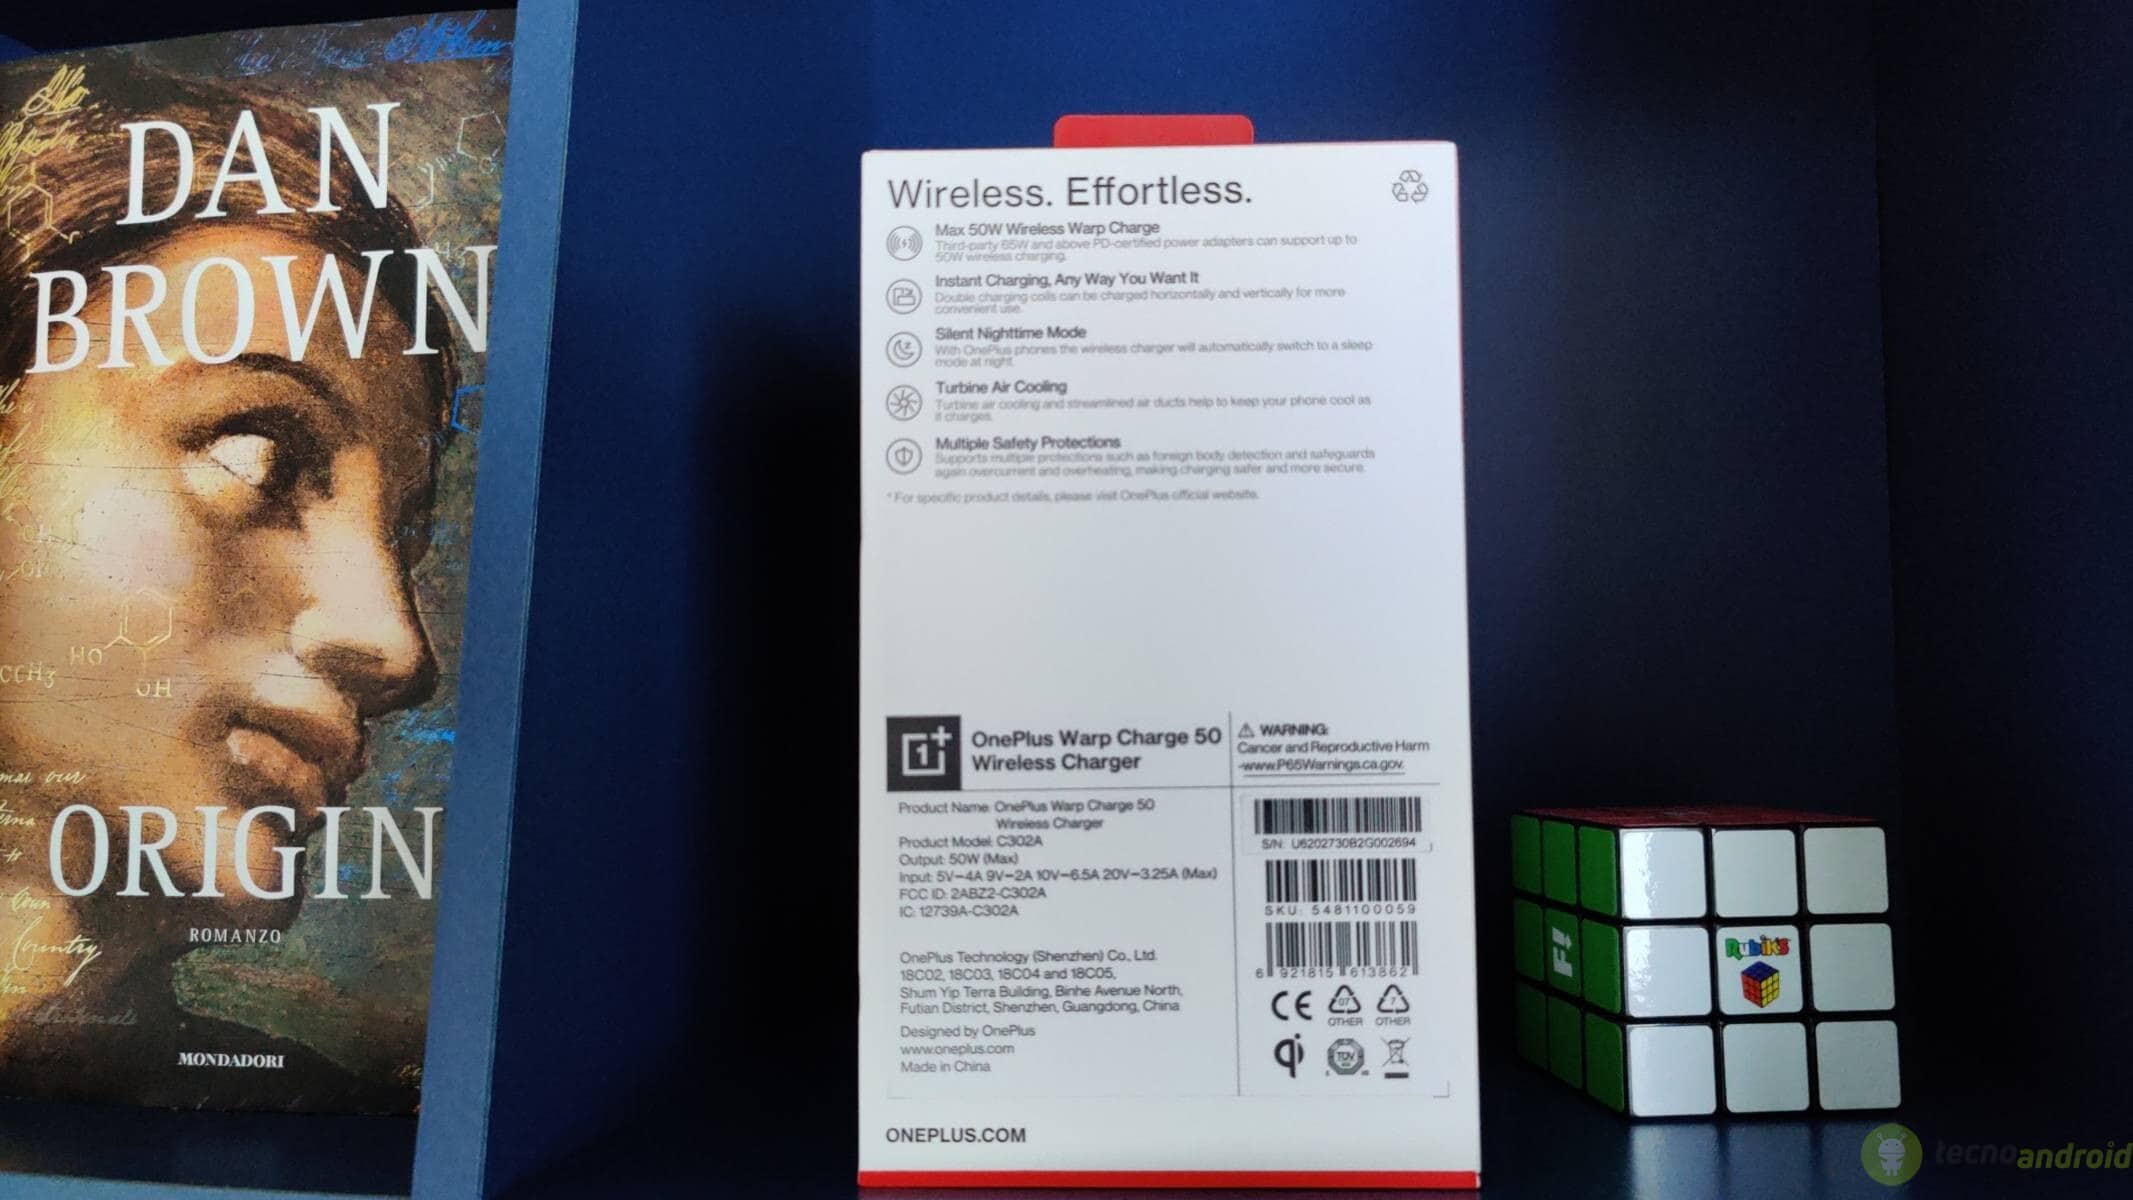 DAN
BROWN
HO
OH
CCH3
ORIGIN
ROMANZO
Country
MONDADORI
Wireless. Effortless.
Max 50W Wireless Warp Charge
Third-party 65W and above PD-certified power adapters can support up to
50W wireless charging.
Instant Charging, Any Way You Want It
Double charging coils can be charged horizontally and vertically for more
convenient use.
Silent Nighttime Mode
With OnePlus phones the wireless charger will automatically switch to a sleep
mode at night.
Turbine Air Cooling
Turbine air cooling and streamlined air ducts help to keep your phone cool as
it charges.
Multiple Safety Protections
Supports multiple protections such as foreign body detection and safeguards
again overcurrent and overheating, making charging safer and more secure.
* For specific product details, please visit OnePlus official website.
OnePlus Warp Charge 50
Wireless Charger
WARNING:
Cancer and Reproductive Harm
-www.P65Warnings.ca.gov.
Product Name: OnePlus Warp Charge 50
Wireless Charger
Product Model: C302A
Output: 50W (Max)
Input: 5V⎓4A 9V⎓2A 10V⎓6.5A 20V⎓3.25A (Max)
FCC ID: 2ABZ2-C302A
IC: 12739A-C302A
OnePlus Technology (Shenzhen) Co., Ltd.
18C02, 18C03, 18C04 and 18C05,
Shum Yip Terra Building, Binhe Avenue North,
Futian District, Shenzhen, Guangdong, China
Designed by OnePlus
www.oneplus.com
Made in China
S/N: U6202730B2G002694
SKU: 5481100059
6 921815 613862
CE
07
OTHER
7
OTHER
qi
TÜV
ONEPLUS.COM
Rubik's
tecnoandroid